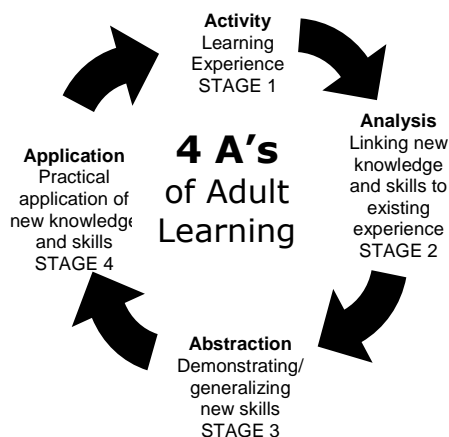 Activity
Learning
Experience
STAGE 1
Analysis
Linking new
knowledge
and skills to
existing
experience
STAGE 2
4 A's
of Adult
Learning
Application
Practical
application of
new knowledge
and skills
STAGE 4
Abstraction
Demonstrating/
generalizing
new skills
STAGE 3